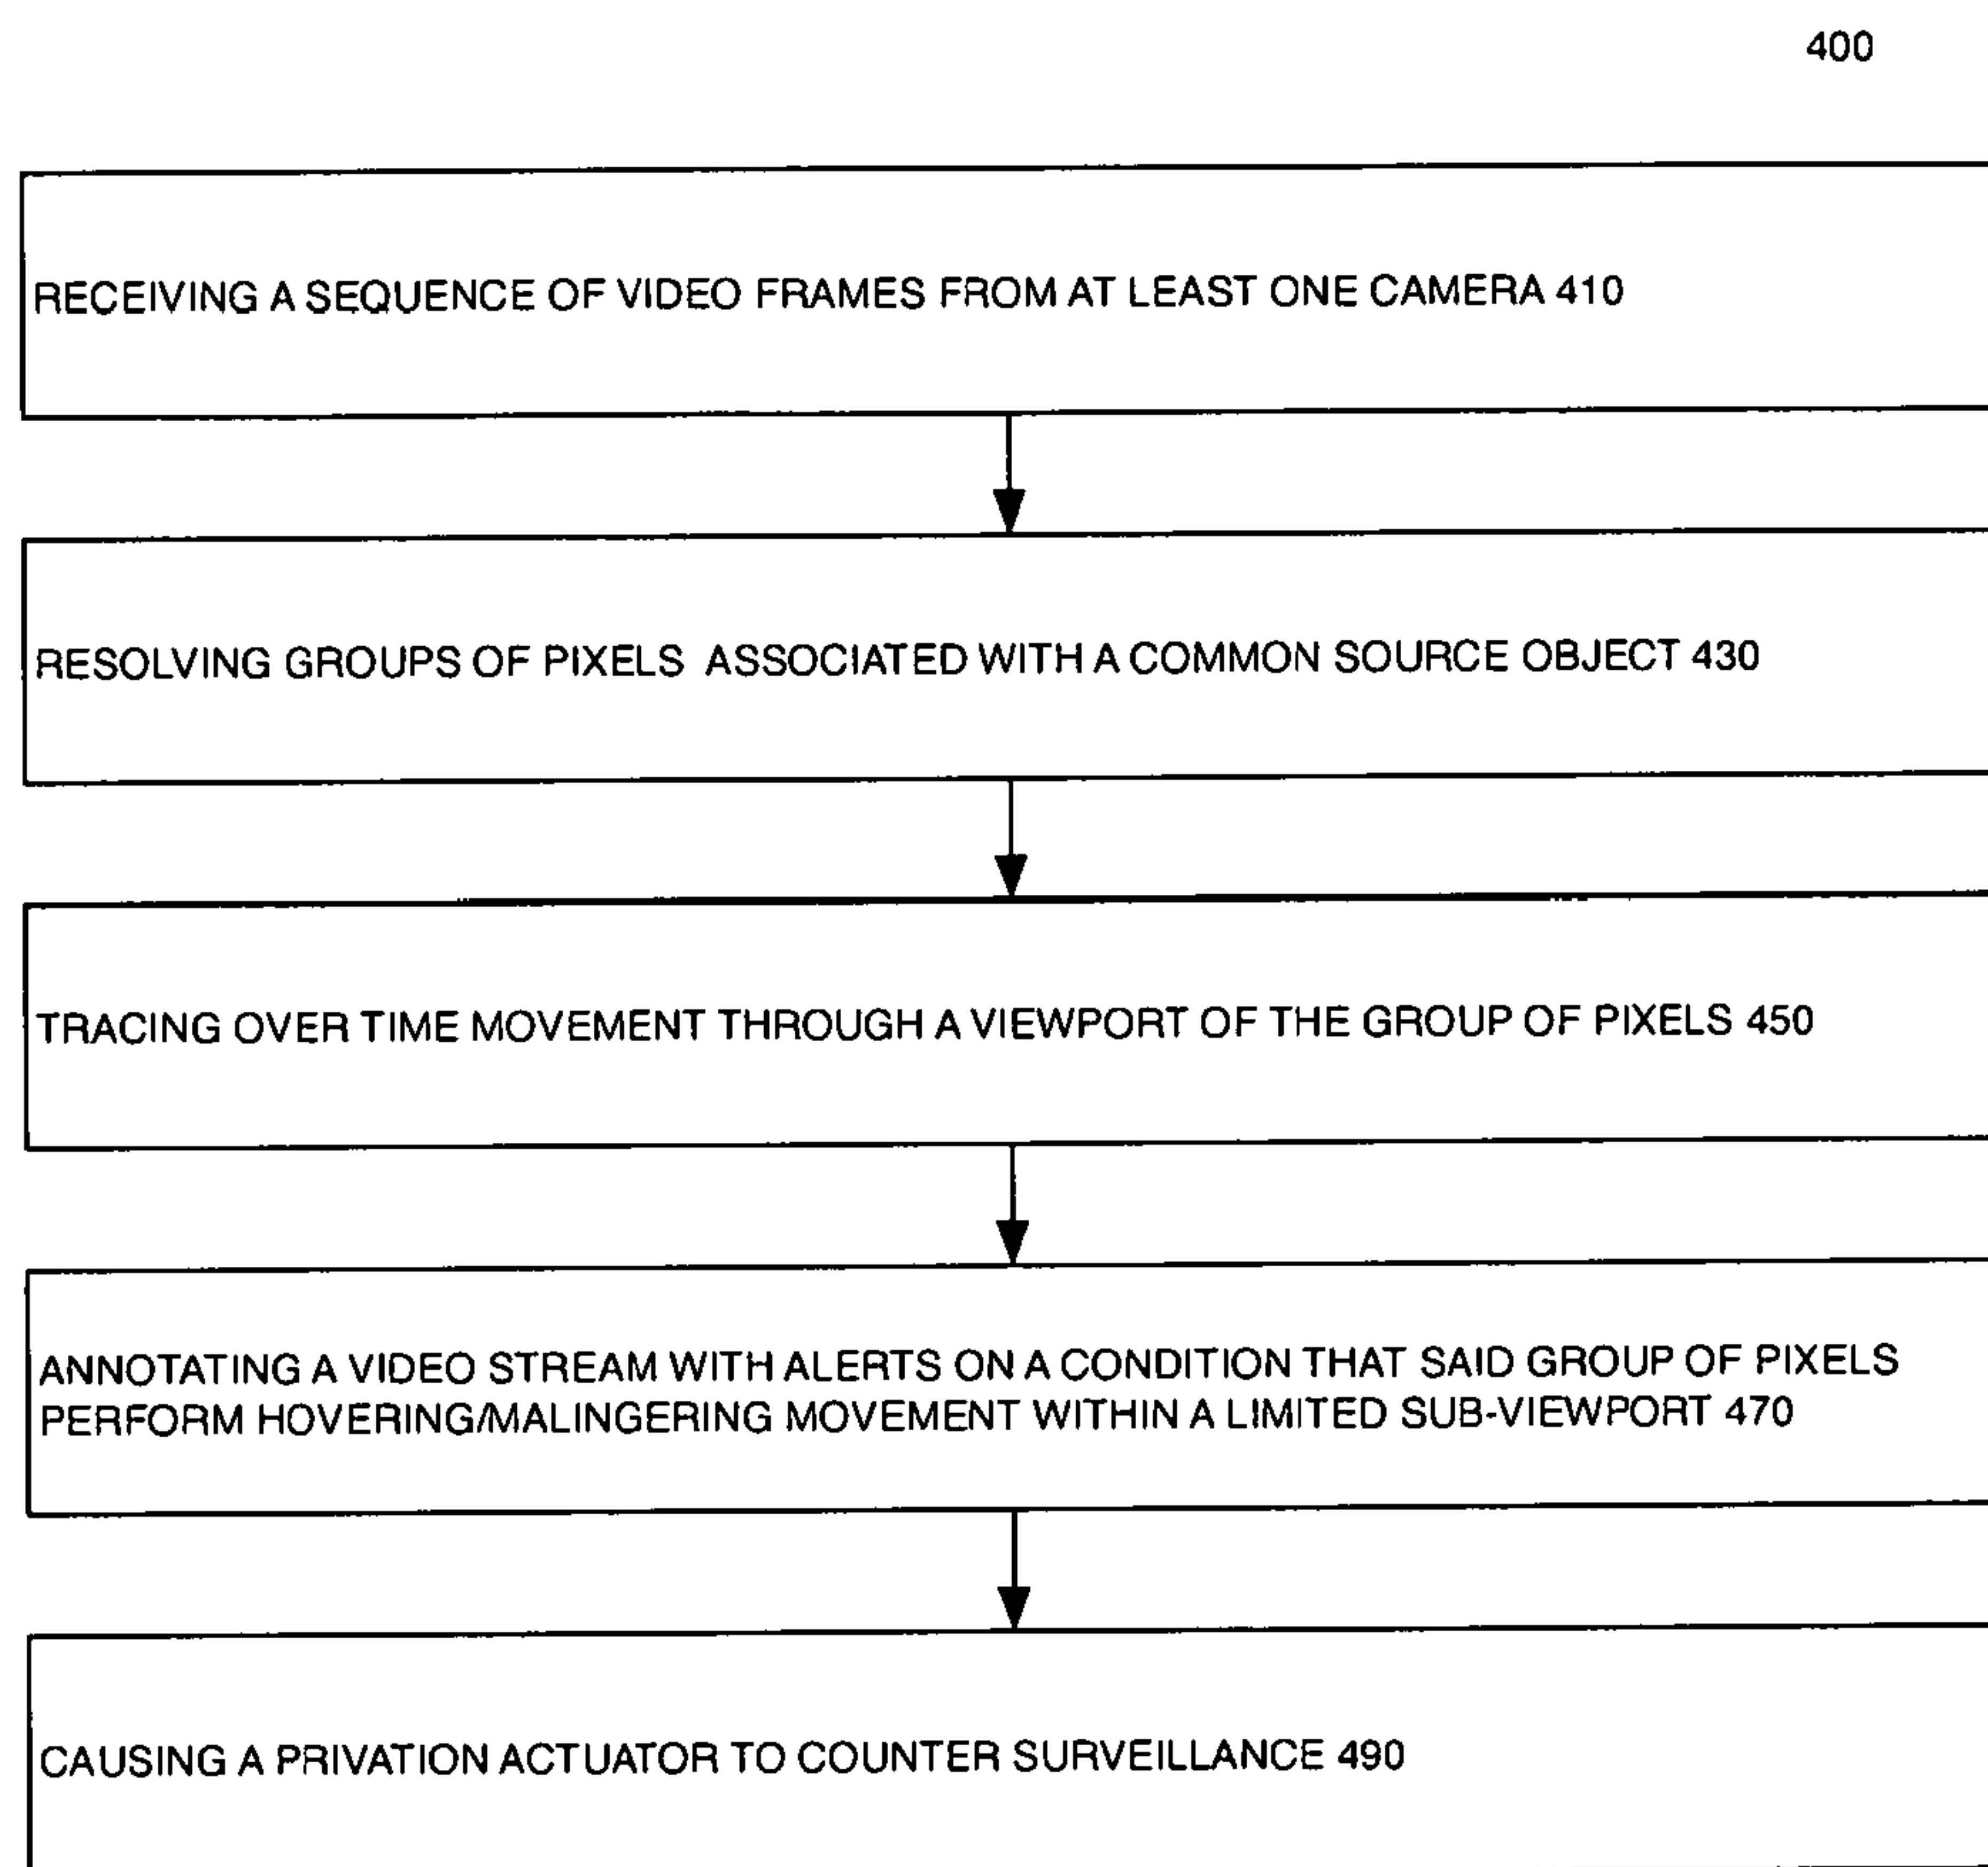 400
RECEIVING A SEQUENCE OF VIDEO FRAMES FROM AT LEAST ONE CAMERA 410
RESOLVING GROUPS OF PIXELS ASSOCIATED WITH A COMMON SOURCE OBJECT 430
TRACING OVER TIME MOVEMENT THROUGH A VIEWPORT OF THE GROUP OF PIXELS 450
ANNOTATING A VIDEO STREAM WITH ALERTS ON A CONDITION THAT SAID GROUP OF PIXELS
PERFORM HOVERING/MALINGERING MOVEMENT WITHIN A LIMITED SUB-VIEWPORT 470
CAUSING A PRIVATION ACTUATOR TO COUNTER SURVEILLANCE 490